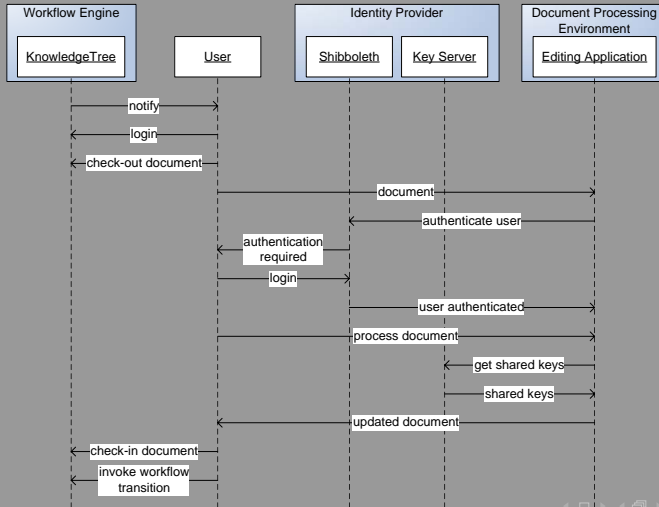 Workflow Engine
Identity Provider
Document Processing
Environment
KnowledgeTree
User
Shibboleth
Key Server
Editing Application
notify
login
check-out document
document
authenticate user
authentication
required
login
user authenticated
process document
get shared keys
shared keys
updated document
check-in document
invoke workflow
transition